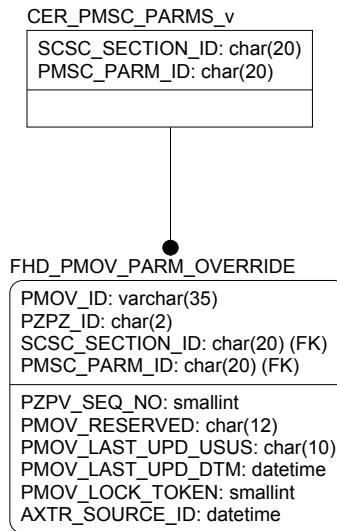 CER_PMSC_PARMS_v
SCSC_SECTION_ID: char(20)
PMSC_PARM_ID: char(20)
FHD_PMOV_PARM_OVERRIDE
PMOV_ID: varchar(35)
PZPZ_ID: char(2)
SCSC_SECTION_ID: char(20) (FK)
PMSC_PARM_ID: char(20) (FK)
PZPV_SEQ_NO: smallint
PMOV_RESERVED: char(12)
PMOV_LAST_UPD_USUS: char(10)
PMOV_LAST_UPD_DTM: datetime
PMOV_LOCK_TOKEN: smallint
AXTR_SOURCE_ID: datetime